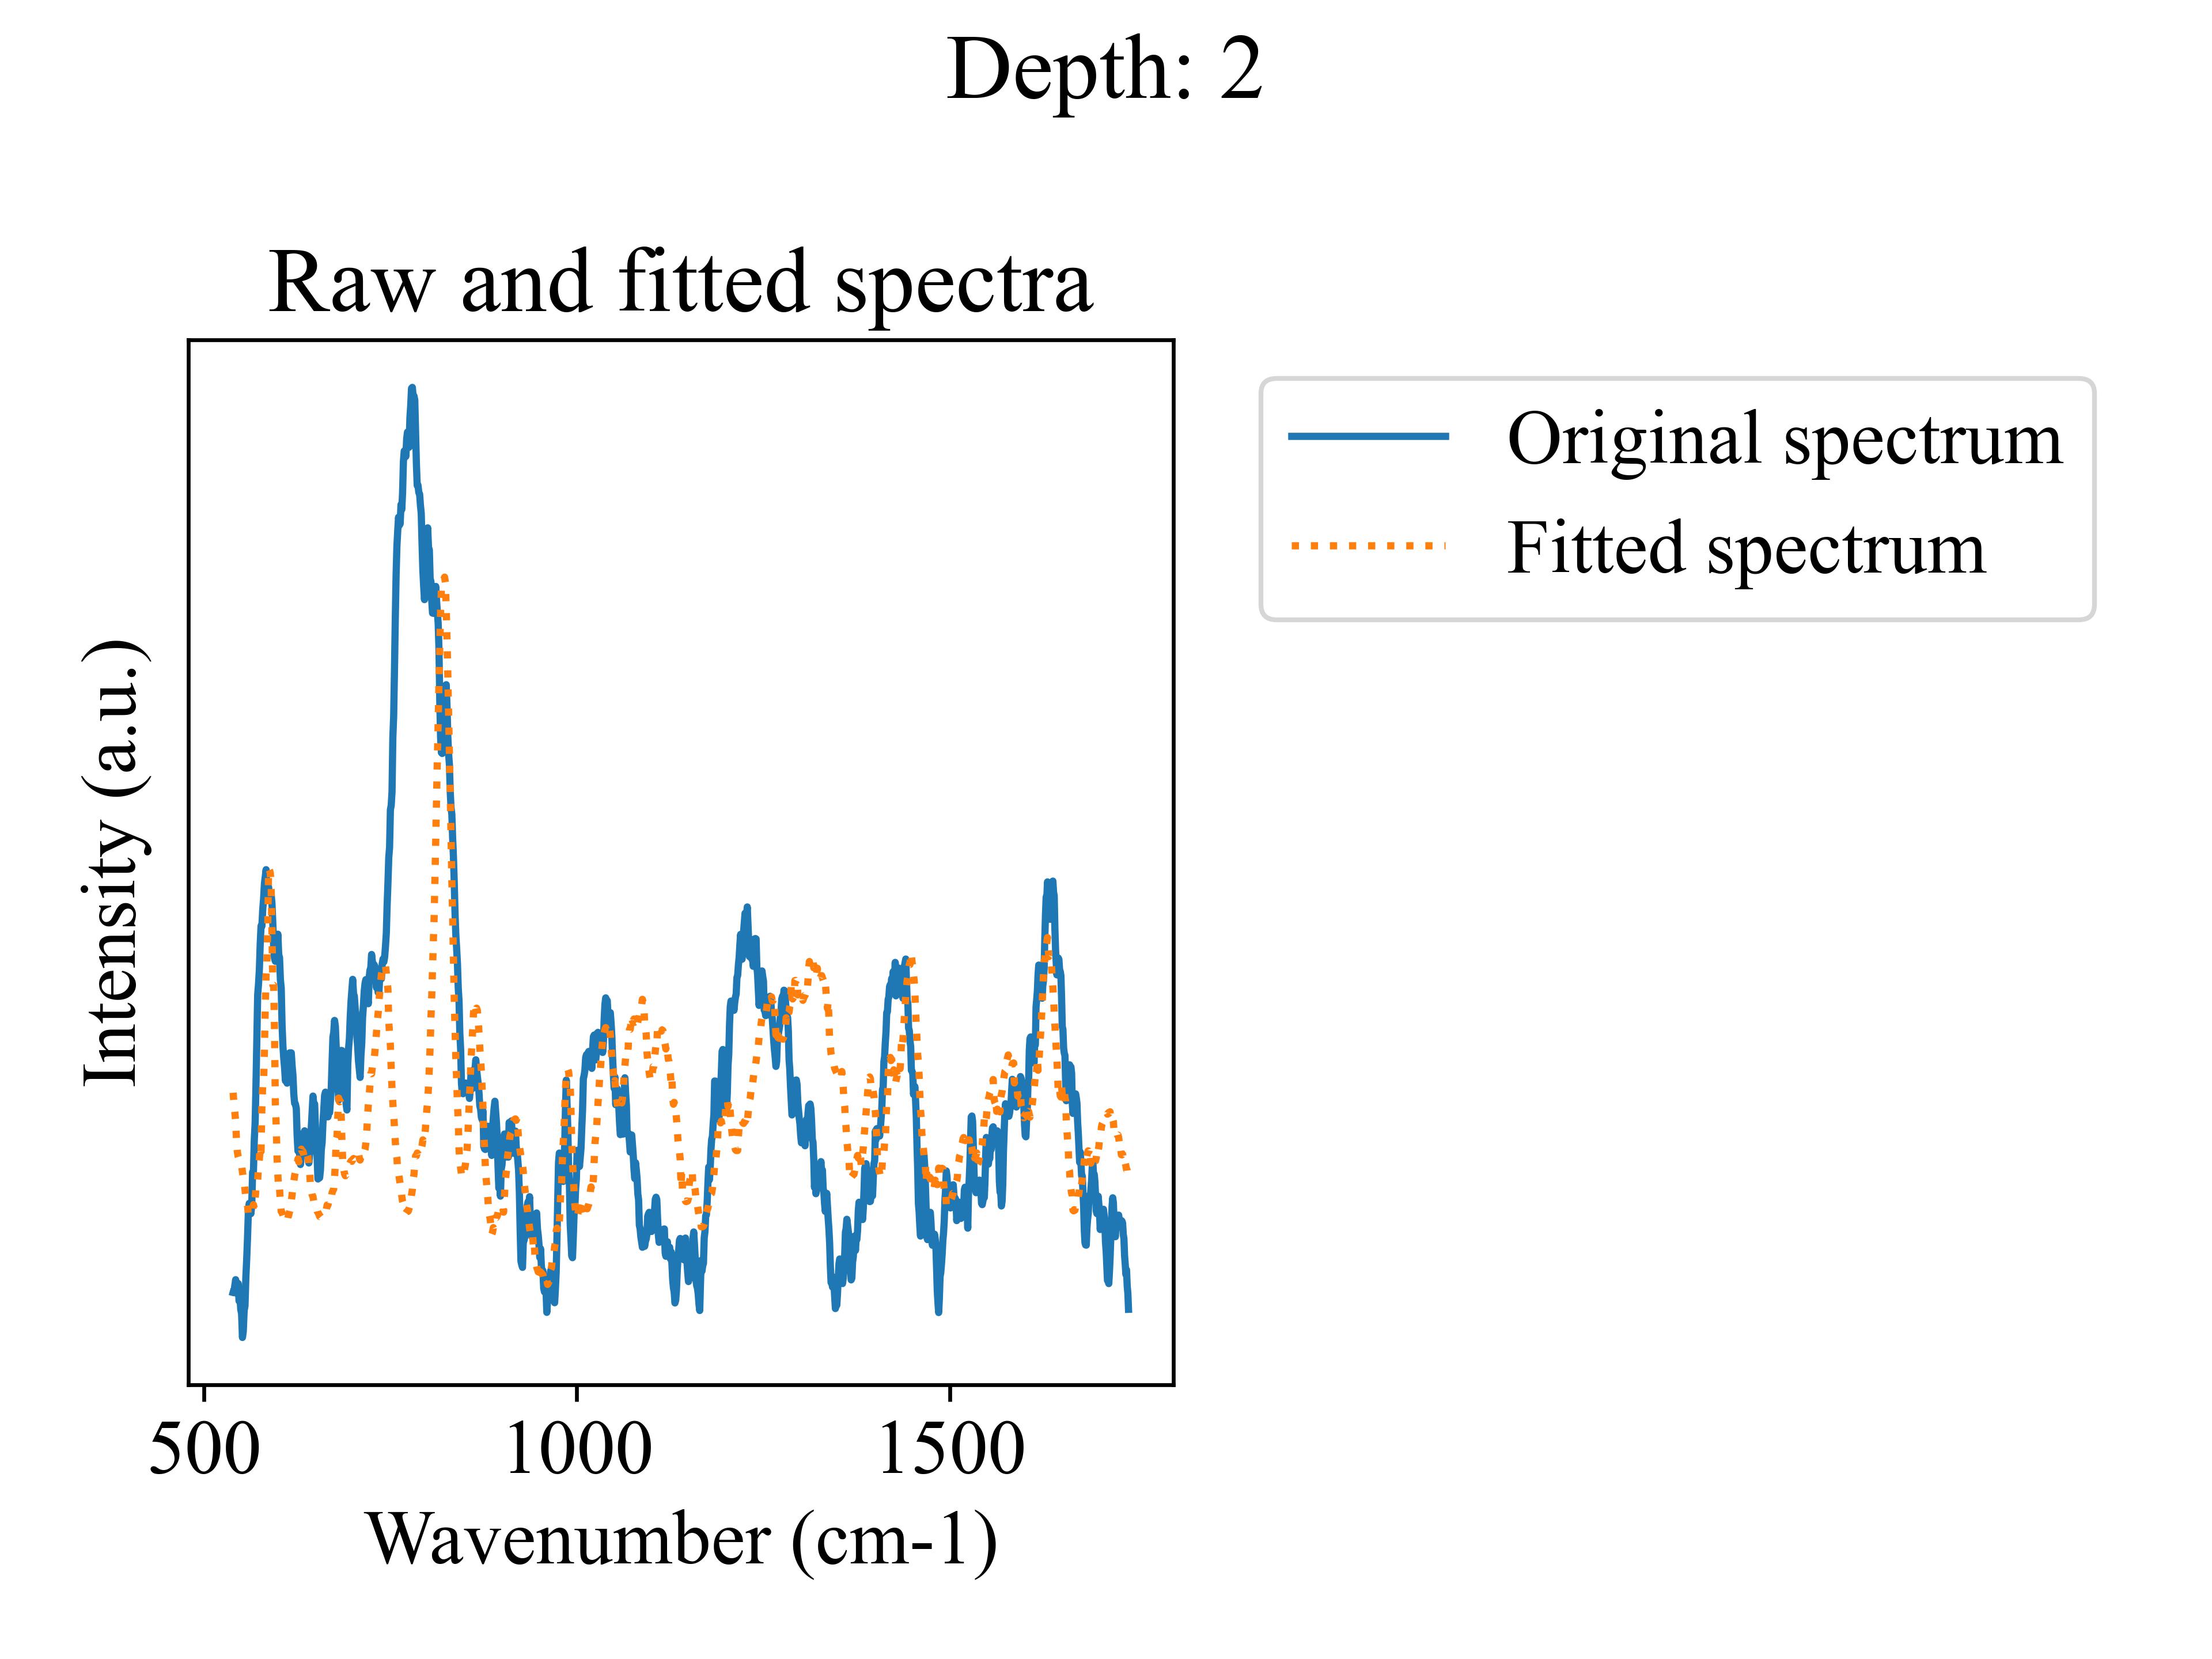 Depth: 2
Raw and fitted spectra
Original spectrum
Fitted spectrum
Intensity (a.u.)
500 1000 1500
Wavenumber (cm-1)